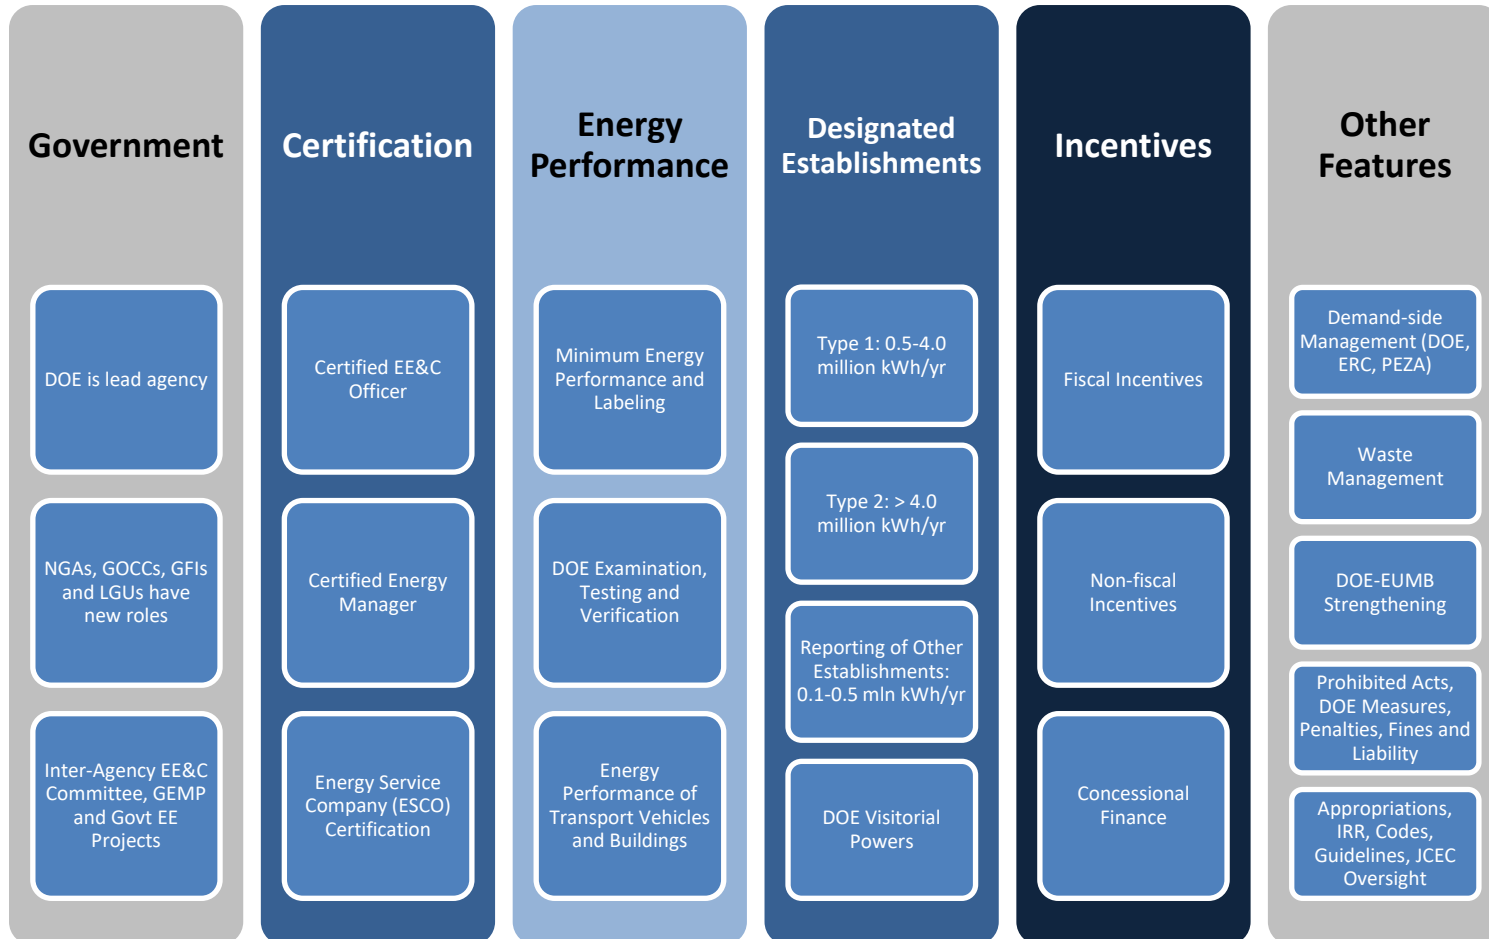 Government
DOE is lead agency
NGAs, GOCCs, GFIs
and LGUs have
new roles
Inter-Agency EE&C
Committee, GEMP
and Govt EE
Projects
Certification
Certified EE&C
Officer
Certified Energy
Manager
Energy Service
Company (ESCO)
Certification
Energy
Performance
Minimum Energy
Performance and
Labeling
DOE Examination,
Testing and
Verification
Energy
Performance of
Transport Vehicles
and Buildings
Designated
Establishments
Type 1: 0.5-4.0
million kWh/yr
Type 2: > 4.0
million kWh/yr
Reporting of Other
Establishments:
0.1-0.5 mln kWh/yr
DOE Visitorial
Powers
Incentives
Fiscal Incentives
Non-fiscal
Incentives
Concessional
Finance
Other
Features
Demand-side
Management (DOE,
ERC, PEZA)
Waste
Management
DOE-EUMB
Strengthening
Prohibited Acts,
DOE Measures,
Penalties, Fines and
Liability
Appropriations,
IRR, Codes,
Guidelines, JCEC
Oversight